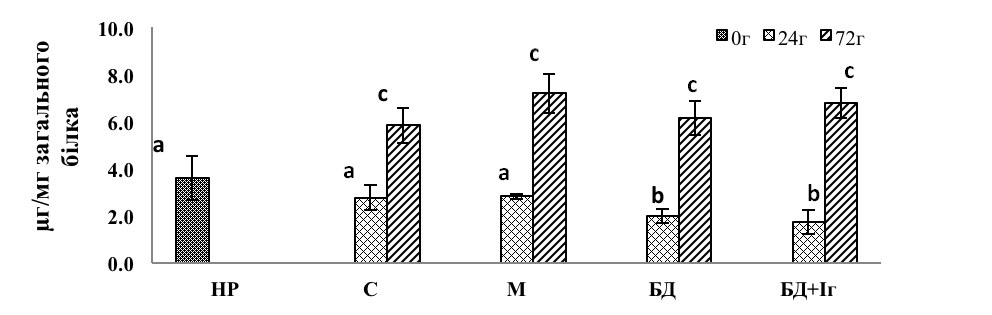 10.0
8.0
6.0
4.0
2.0
0.0
µг/мг загального
білка
0г 24г 72г
a
a c
a c
b c
b c
НР С М БД БД+Іг